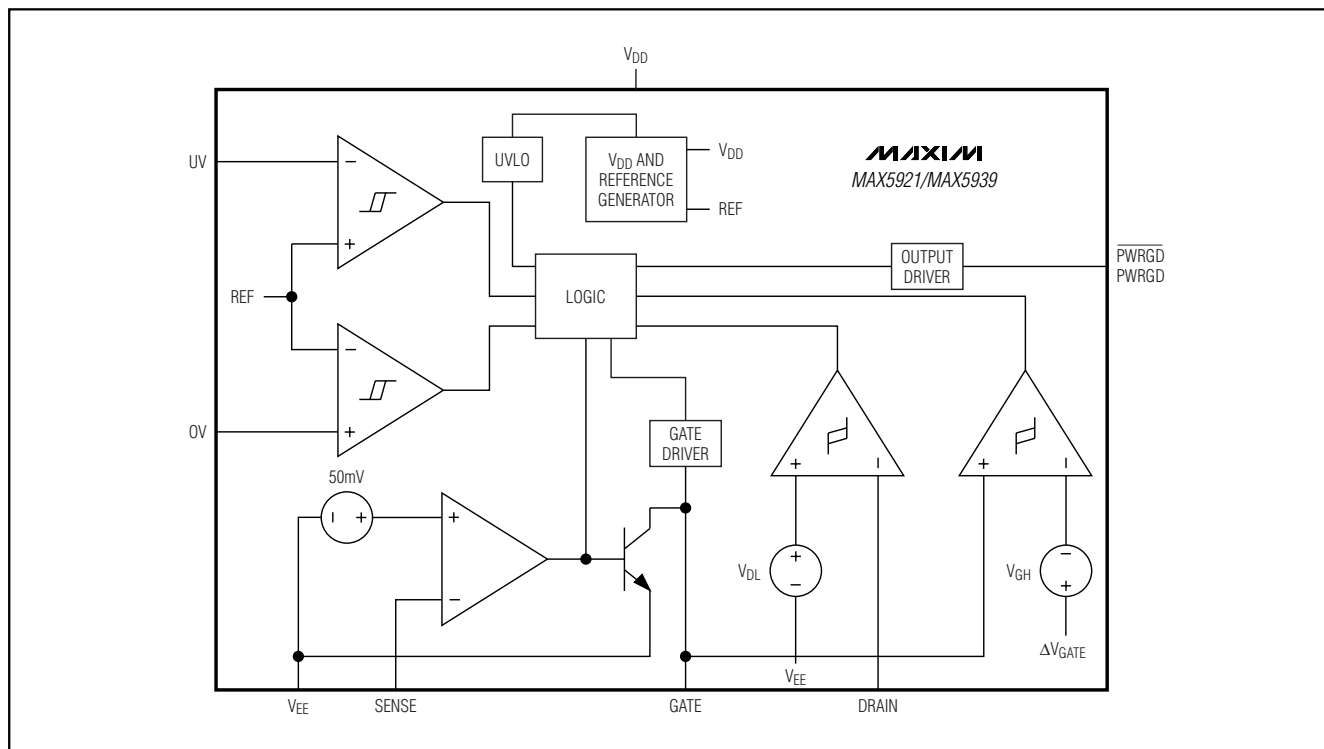 VDD
UV
−
+
UVLO
VDD AND
REFERENCE
GENERATOR
VDD
REF
MAXIM
MAX5921/MAX5939
REF
LOGIC
OUTPUT
DRIVER
PWRGD
PWRGD
−
+
OV
50mV
− +
+
−
GATE
DRIVER
+ −
+ −
VDL
+
−
VGH
−
+
VEE
ΔVGATE
VEE
SENSE
GATE
DRAIN